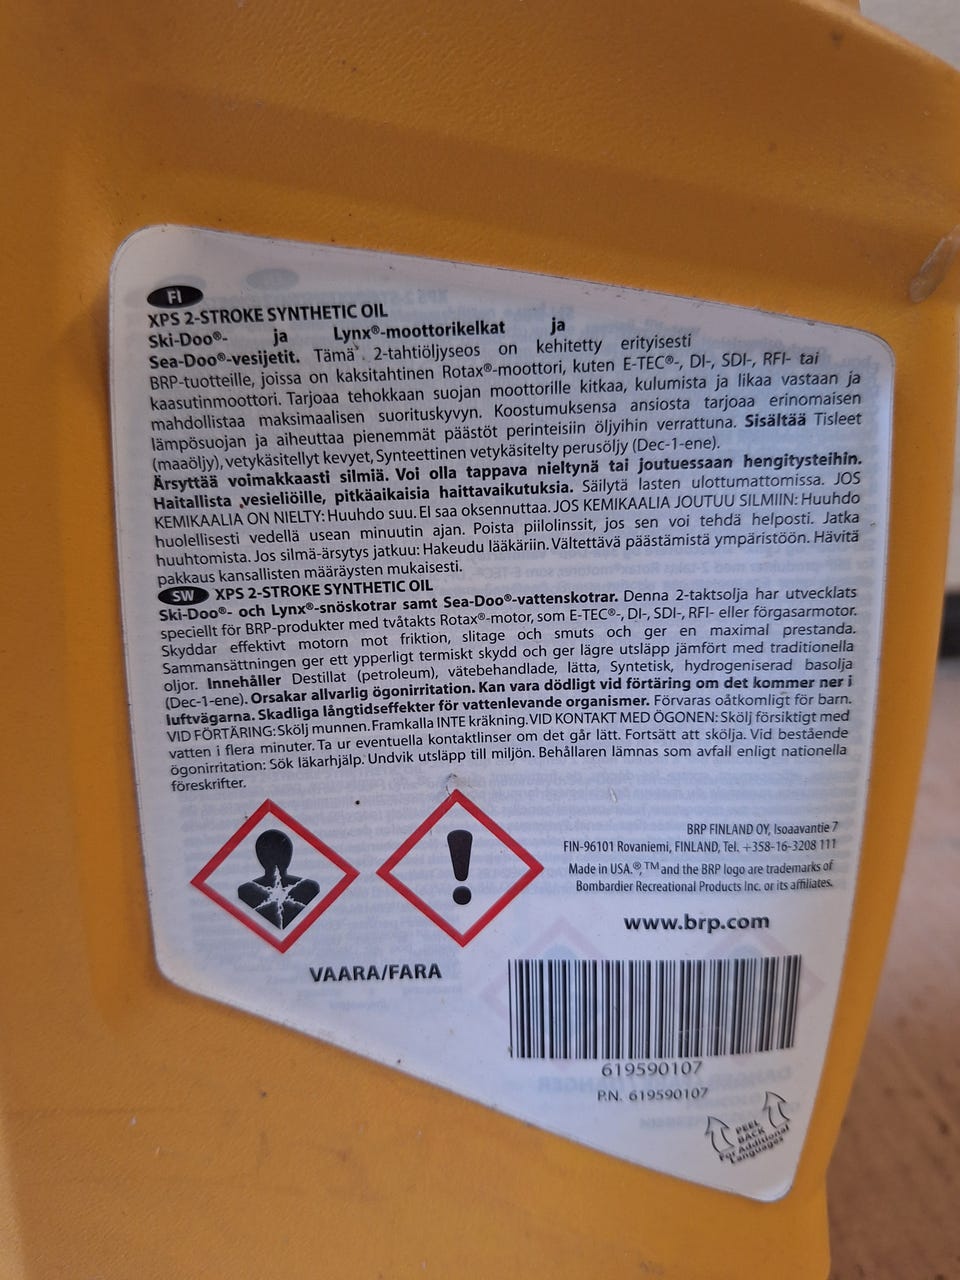 FI
XPS 2-STROKE SYNTHETIC OIL
Ski-Doo®- ja Lynx®-moottorikelkat ja
Sea-Doo®-vesijetit. Tämä 2-tahtiöljyseos on kehitetty erityisesti
BRP-tuotteille, joissa on kaksitahtinen Rotax®-moottori, kuten E-TEC®-, DI-, SDI-, RFI- tai
kaasutinmoottori. Tarjoaa tehokkaan suojan moottorille kitkaa, kulumista ja likaa vastaan ja
mahdollistaa maksimaalisen suorituskyvyn. Koostumuksensa ansiosta tarjoaa erinomaisen
lämpösuojan ja aiheuttaa pienemmät päästöt perinteisiin öljyihin verrattuna. Sisältää Tisleet
(maaöljy), vetykäsitellyt kevyet, Synteettinen vetykäsitelty perusöljy (Dec-1-ene).
Ärsyttää voimakkaasti silmiä. Voi olla tappava nieltynä tai joutuessaan hengitysteihin.
Haitallista vesieliöille, pitkäaikaisia haittavaikutuksia. Säilytä lasten ulottumattomissa. JOS
KEMIKAALIA ON NIELTY: Huuhdo suu. EI saa oksennuttaa. JOS KEMIKAALIA JOUTUU SILMIIN: Huuhdo
huolellisesti vedellä usean minuutin ajan. Poista piilolinssit, jos sen voi tehdä helposti. Jatka
huuhtomista. Jos silmä-ärsytys jatkuu: Hakeudu lääkäriin. Vältettävä päästämistä ympäristöön. Hävitä
pakkaus kansallisten määräysten mukaisesti.
SW XPS 2-STROKE SYNTHETIC OIL
Ski-Doo®- och Lynx®-snöskotrar samt Sea-Doo®-vattenskotrar. Denna 2-taktsolja har utvecklats
speciellt för BRP-produkter med tvåtakts Rotax®-motor, som E-TEC®-, DI-, SDI-, RFI- eller förgasarmotor.
Skyddar effektivt motorn mot friktion, slitage och smuts och ger en maximal prestanda.
Sammansättningen ger ett ypperligt termiskt skydd och ger lägre utsläpp jämfört med traditionella
oljor. Innehåller Destillat (petroleum), vätebehandlade, lätta, Syntetisk, hydrogeniserad basolja
(Dec-1-ene). Orsakar allvarlig ögonirritation. Kan vara dödligt vid förtäring om det kommer ner i
luftvägarna. Skadliga långtidseffekter för vattenlevande organismer. Förvaras oåtkomligt för barn.
VID FÖRTÄRING: Skölj munnen. Framkalla INTE kräkning. VID KONTAKT MED ÖGONEN: Skölj försiktigt med
vatten i flera minuter. Ta ur eventuella kontaktlinser om det går lätt. Fortsätt att skölja. Vid bestående
ögonirritation: Sök läkarhjälp. Undvik utsläpp till miljön. Behållaren lämnas som avfall enligt nationella
föreskrifter.
BRP FINLAND OY, Isoaavantie 7
FIN-96101 Rovaniemi, FINLAND, Tel. +358-16-3208 111
Made in USA. ®, ™ and the BRP logo are trademarks of
Bombardier Recreational Products Inc. or its affiliates.
www.brp.com
VAARA/FARA
619590107
P.N. 619590107
PEEL
BACK
For Additional
Languages